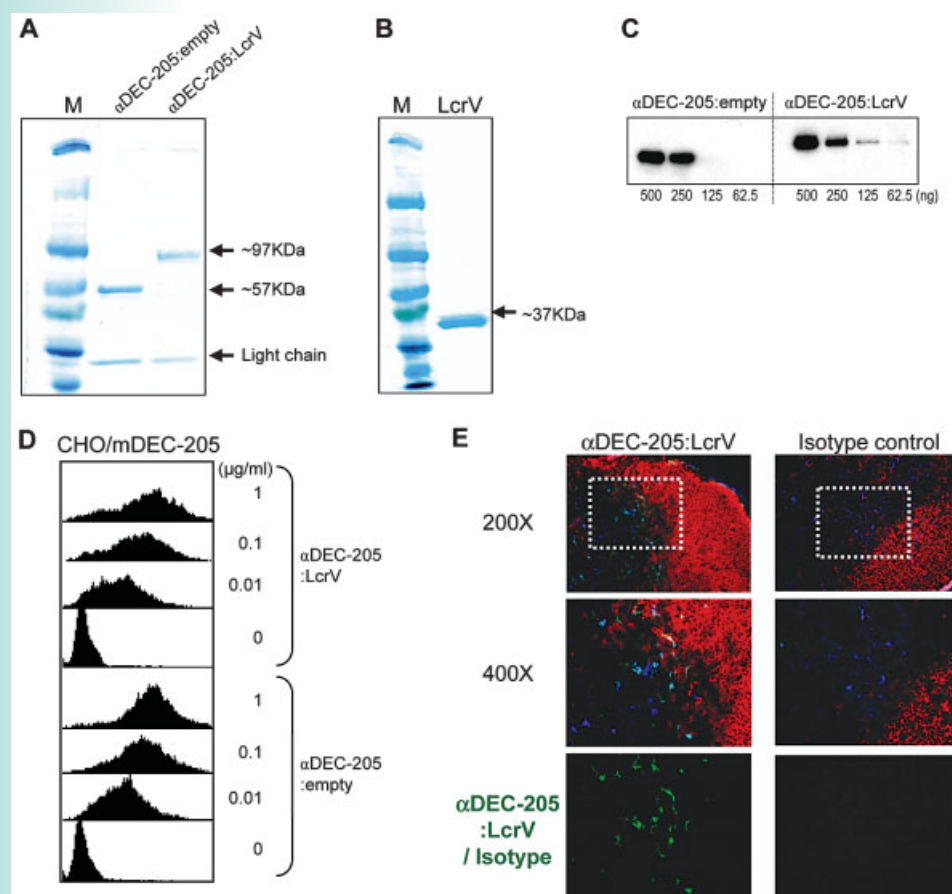 A
M
αDEC-205:empty
αDEC-205:LcrV
~97KDa
~57KDa
Light chain
B
M
LcrV
~37KDa
C
αDEC-205:empty
αDEC-205:LcrV
500 250 125 62.5 500 250 125 62.5 (ng)
D
CHO/mDEC-205
(μg/ml)
1
0.1
0.01
0
αDEC-205
:LcrV
1
0.1
0.01
0
αDEC-205
:empty
E
αDEC-205:LcrV
Isotype control
200X
400X
αDEC-205
:LcrV
/ Isotype